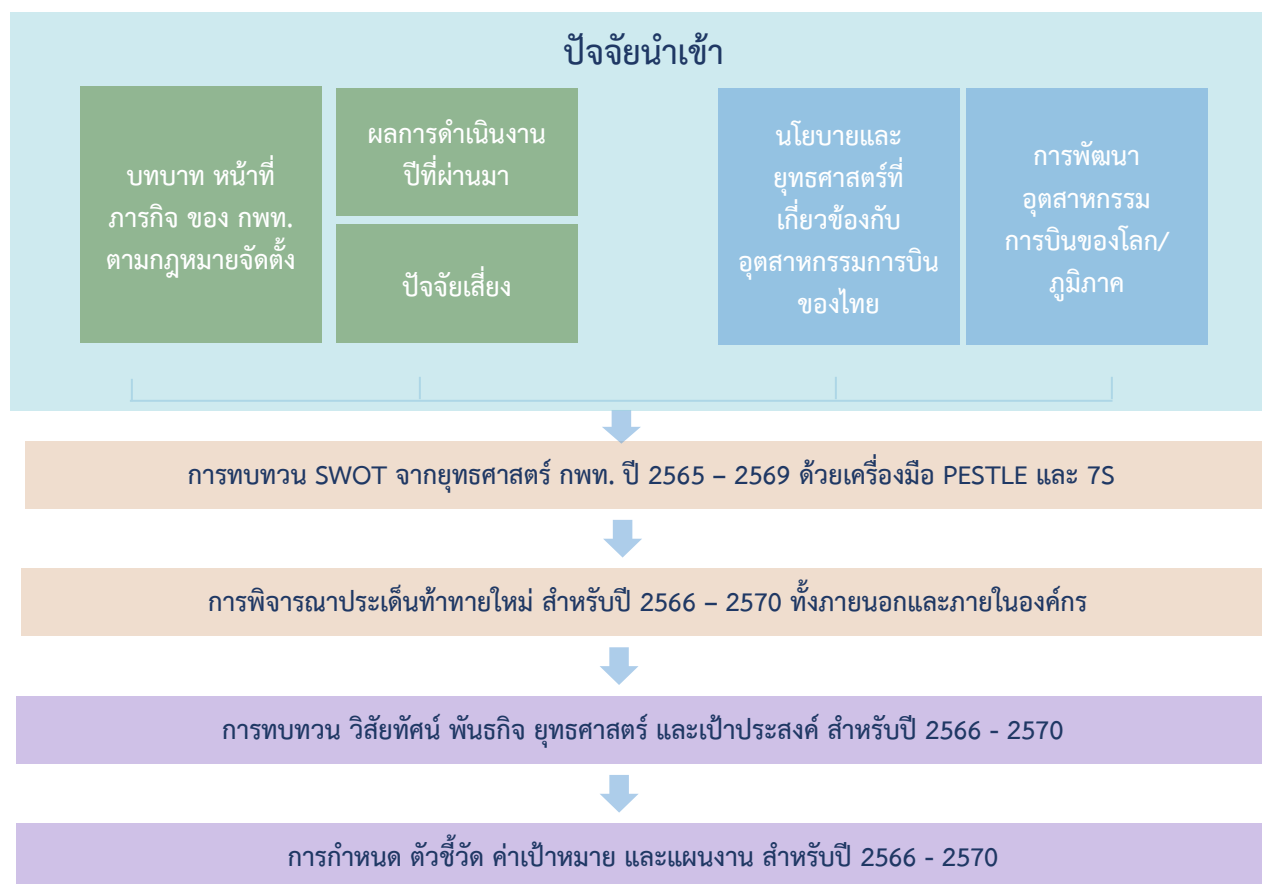 ปัจจัยนำเข้า
บทบาท หน้าที่
ภารกิจ ของ กพท.
ตามกฎหมายจัดตั้ง
ผลการดำเนินงาน
ปีที่ผ่านมา
ปัจจัยเสี่ยง
นโยบายและ
ยุทธศาสตร์ที่
เกี่ยวข้องกับ
อุตสาหกรรมการบิน
ของไทย
การพัฒนา
อุตสาหกรรม
การบินของโลก/
ภูมิภาค
การทบทวน SWOT จากยุทธศาสตร์ กพท. ปี 2565 – 2569 ด้วยเครื่องมือ PESTLE และ 7S
การพิจารณาประเด็นท้าทายใหม่ สำหรับปี 2566 – 2570 ทั้งภายนอกและภายในองค์กร
การทบทวน วิสัยทัศน์ พันธกิจ ยุทธศาสตร์ และเป้าประสงค์ สำหรับปี 2566 - 2570
การกำหนด ตัวชี้วัด ค่าเป้าหมาย และแผนงาน สำหรับปี 2566 - 2570